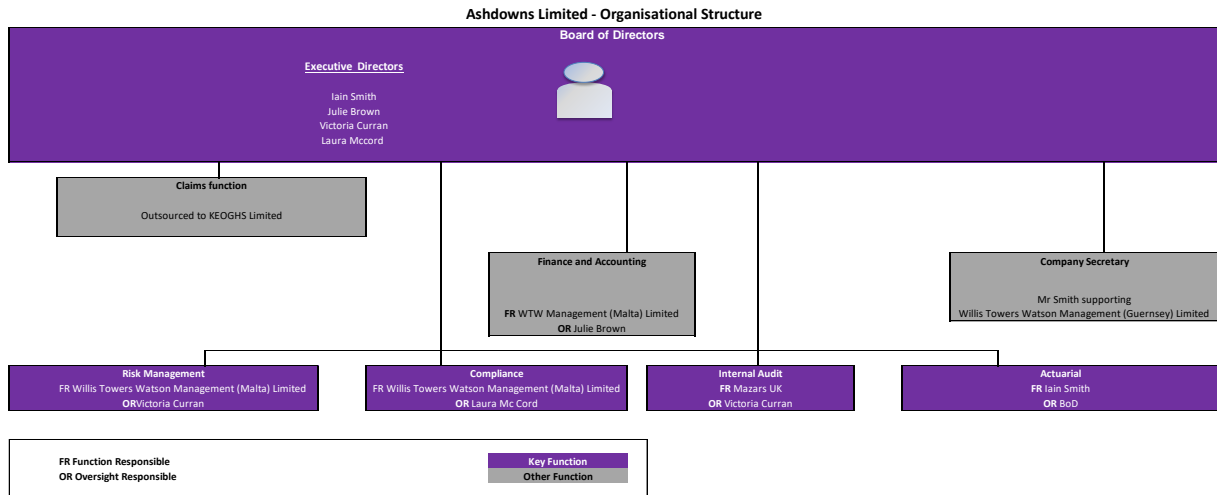 Ashdowns Limited - Organisational Structure
Board of Directors
Executive Directors
Iain Smith
Julie Brown
Victoria Curran
Laura Mccord
Claims function
Outsourced to KEOGHS Limited
Finance and Accounting
FR WTW Management (Malta) Limited
OR Julie Brown
Company Secretary
Mr Smith supporting
Willis Towers Watson Management (Guernsey) Limited
Risk Management
FR Willis Towers Watson Management (Malta) Limited
ORVictoria Curran
Compliance
FR Willis Towers Watson Management (Malta) Limited
OR Laura Mc Cord
Internal Audit
FR Mazars UK
OR Victoria Curran
Actuarial
FR Iain Smith
OR BoD
FR Function Responsible
OR Oversight Responsible
Key Function
Other Function